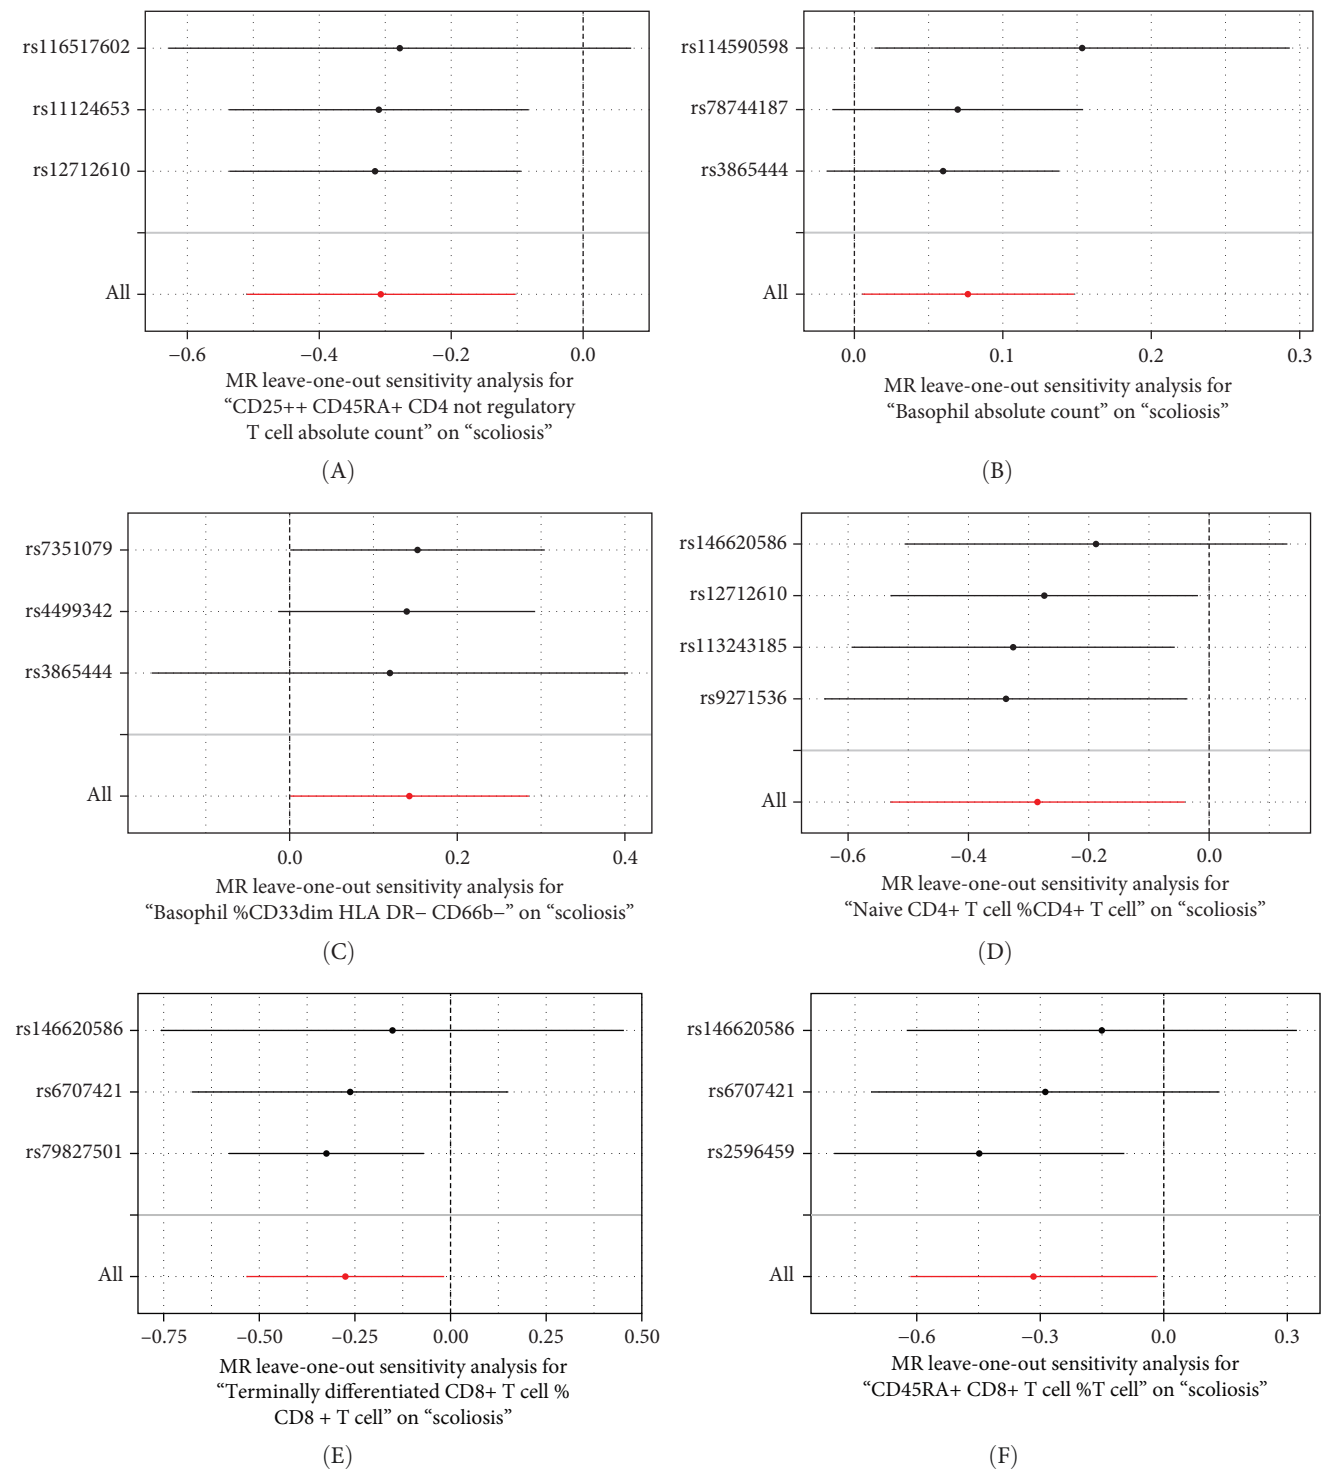 rs116517602
rs11124653
rs12712610
All
−0.6 −0.4 −0.2 0.0
MR leave-one-out sensitivity analysis for
“CD25++ CD45RA+ CD4 not regulatory
T cell absolute count” on “scoliosis”
(A)
rs114590598
rs78744187
rs3865444
All
0.0 0.1 0.2 0.3
MR leave-one-out sensitivity analysis for
“Basophil absolute count” on “scoliosis”
(B)
rs7351079
rs4499342
rs3865444
All
0.0 0.2 0.4
MR leave-one-out sensitivity analysis for
“Basophil %CD33dim HLA DR− CD66b−” on “scoliosis”
(C)
rs146620586
rs12712610
rs113243185
rs9271536
All
−0.6 −0.4 −0.2 0.0
MR leave-one-out sensitivity analysis for
“Naive CD4+ T cell %CD4+ T cell” on “scoliosis”
(D)
rs146620586
rs6707421
rs79827501
All
−0.75 −0.50 −0.25 0.00 0.25 0.50
MR leave-one-out sensitivity analysis for
“Terminally differentiated CD8+ T cell %
CD8 + T cell” on “scoliosis”
(E)
rs146620586
rs6707421
rs2596459
All
−0.6 −0.3 0.0 0.3
MR leave-one-out sensitivity analysis for
“CD45RA+ CD8+ T cell %T cell” on “scoliosis”
(F)